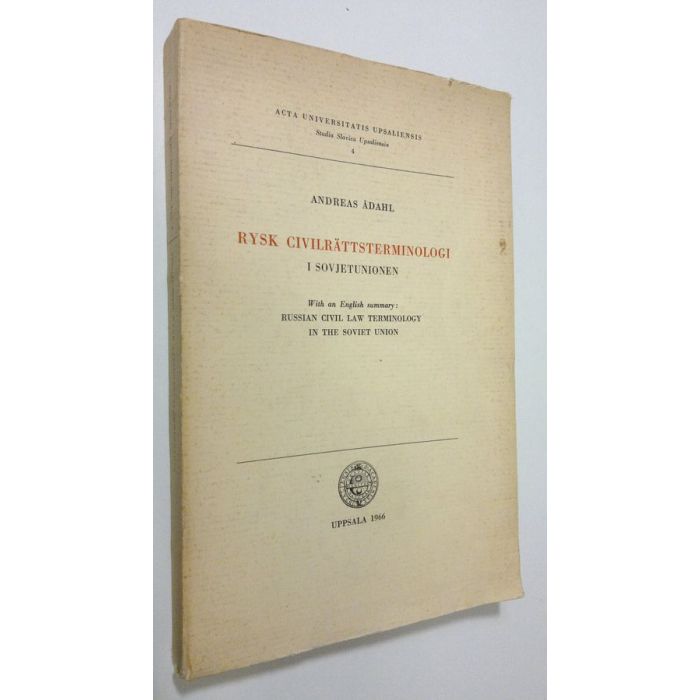 ACTA UNIVERSITATIS UPSALIENSIS
Studia Slavica Upsaliensia
4
ANDREAS ÅDAHL
RYSK CIVILRÄTTSTERMINOLOGI
I SOVJETUNIONEN
With an English summary:
RUSSIAN CIVIL LAW TERMINOLOGY
IN THE SOVIET UNION
UPPSALA 1966